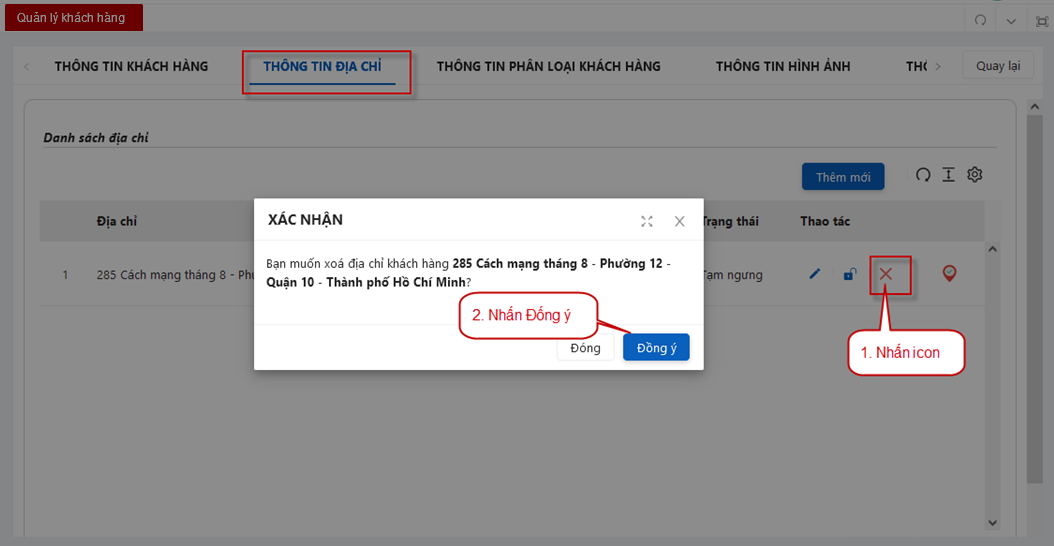 Quản lý khách hàng
THÔNG TIN KHÁCH HÀNG
THÔNG TIN ĐỊA CHỈ
THÔNG TIN PHÂN LOẠI KHÁCH HÀNG
THÔNG TIN HÌNH ẢNH
Quay lại
Danh sách địa chỉ
Thêm mới
Địa chỉ
Trạng thái
Thao tác
XÁC NHẬN
1
285 Cách mạng tháng 8 - Phư
Tạm ngưng
Bạn muốn xoá địa chỉ khách hàng 285 Cách mạng tháng 8 - Phường 12 -
Quận 10 - Thành phố Hồ Chí Minh?
2. Nhấn Đống ý
Đóng
Đồng ý
1. Nhấn icon